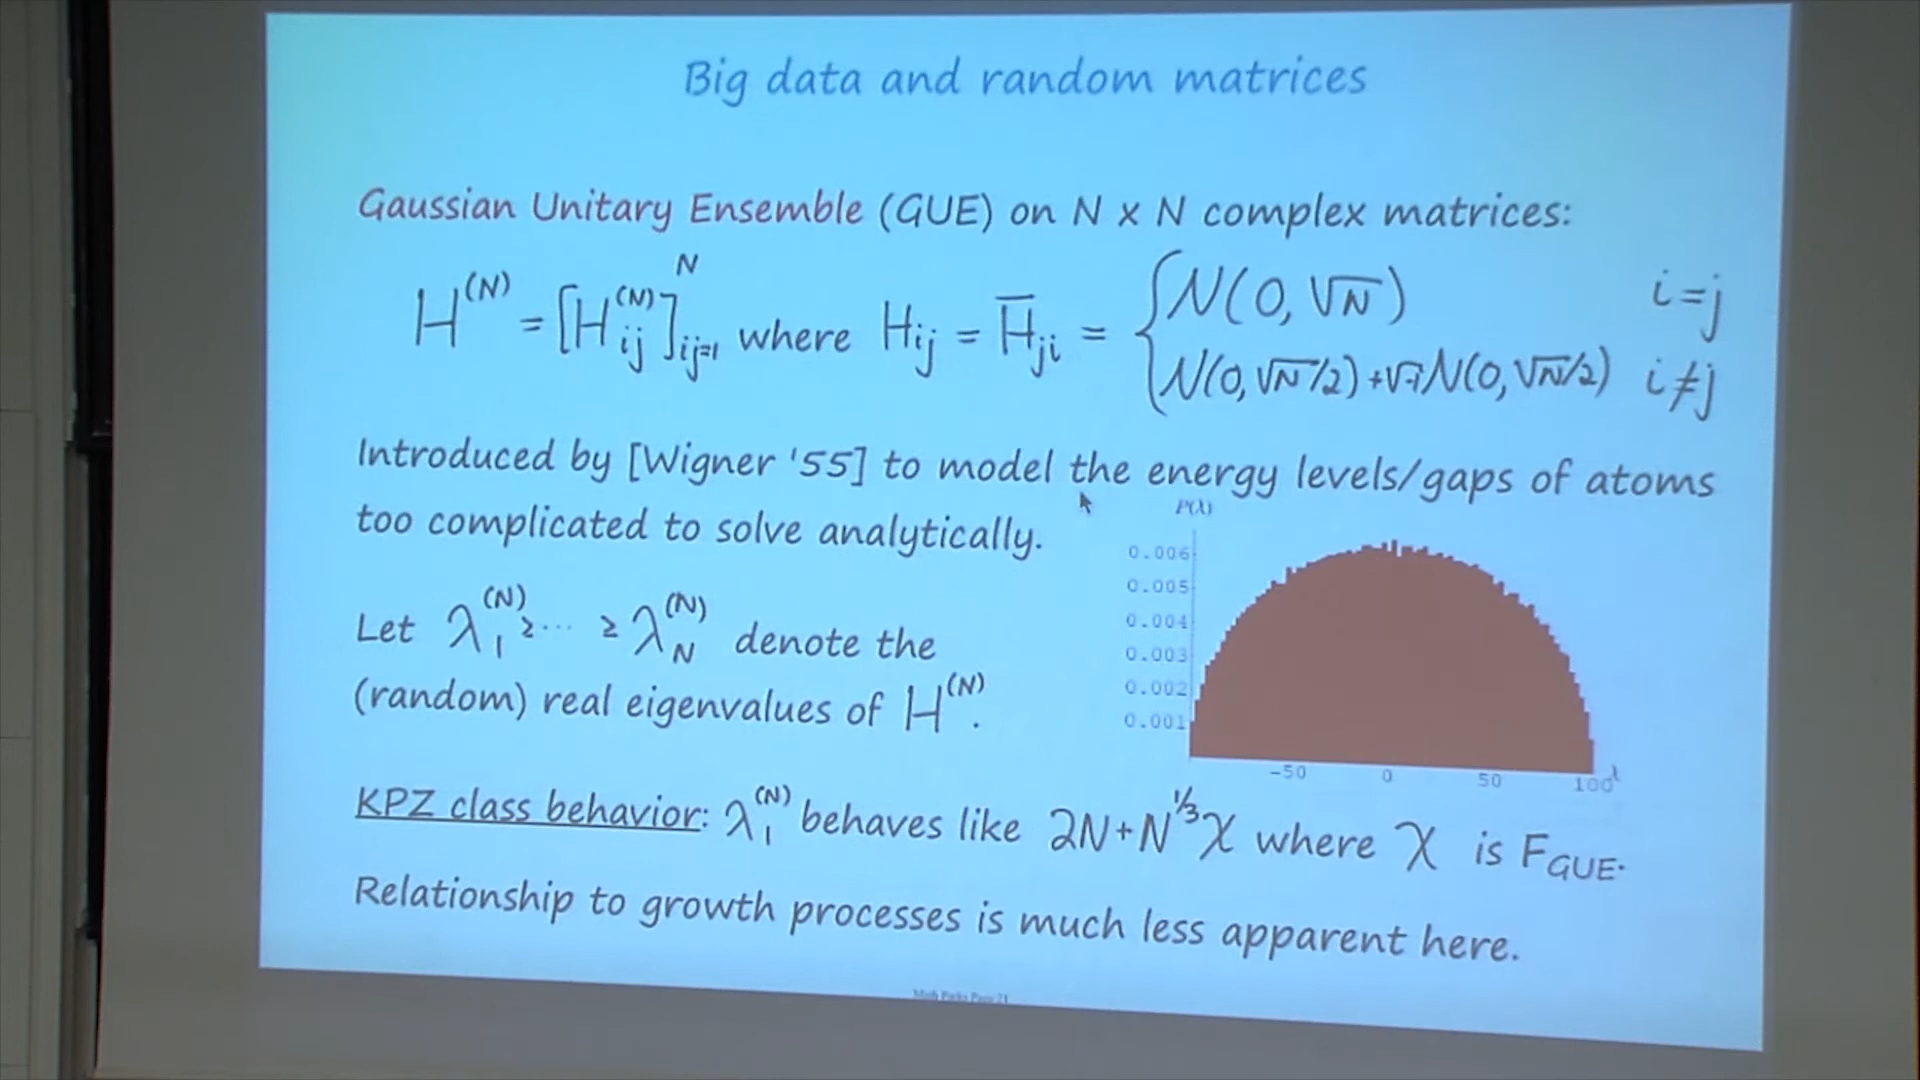 Big data and random matrices
Gaussian Unitary Ensemble (GUE) on N x N complex matrices:
H^(N) = [H_ij^(N)]_ij=1^N where H_ij = H̅_ji = { N(0, √N) i=j
N(0, √N/2) + √-1 N(0, √N/2) i≠j
Introduced by [Wigner '55] to model the energy levels/gaps of atoms
too complicated to solve analytically.
P(λ)
0.006
0.005
0.004
0.003
0.002
0.001
-50 0 50 100 λ
Let λ_1^(N) ≥ ··· ≥ λ_N^(N) denote the
(random) real eigenvalues of H^(N).
KPZ class behavior: λ_1^(N) behaves like 2N+N^1/3 χ where χ is F_GUE.
Relationship to growth processes is much less apparent here.